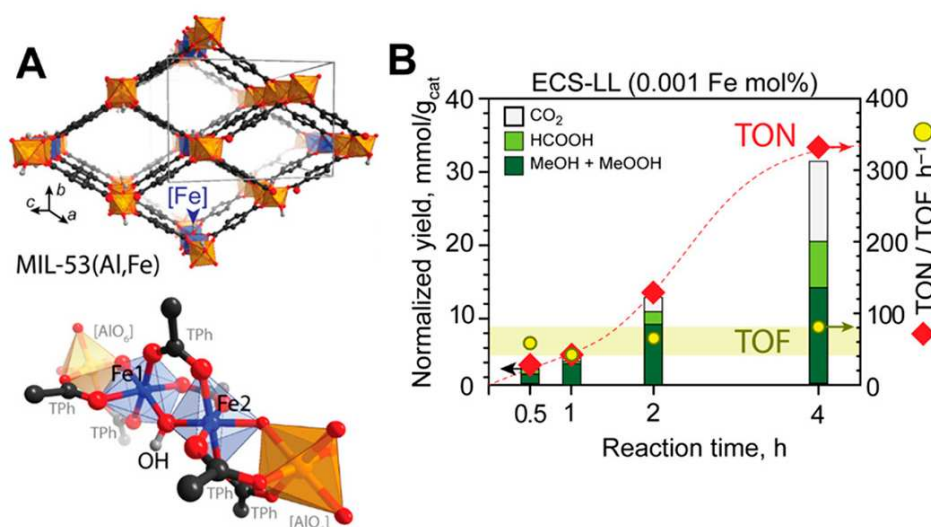 A
c
b
a
[Fe]
MIL-53(Al,Fe)
[AlO6]
TPh
Fe1
TPh
TPh
Fe2
OH
TPh
TPh
TPh
B
ECS-LL (0.001 Fe mol%)
Normalized yield, mmol/gcat
40
30
20
10
0
CO2
HCOOH
MeOH + MeOOH
TON
TOF
400
300
200
100
0
TON / TOF h−1
0.5
1
2
4
Reaction time, h